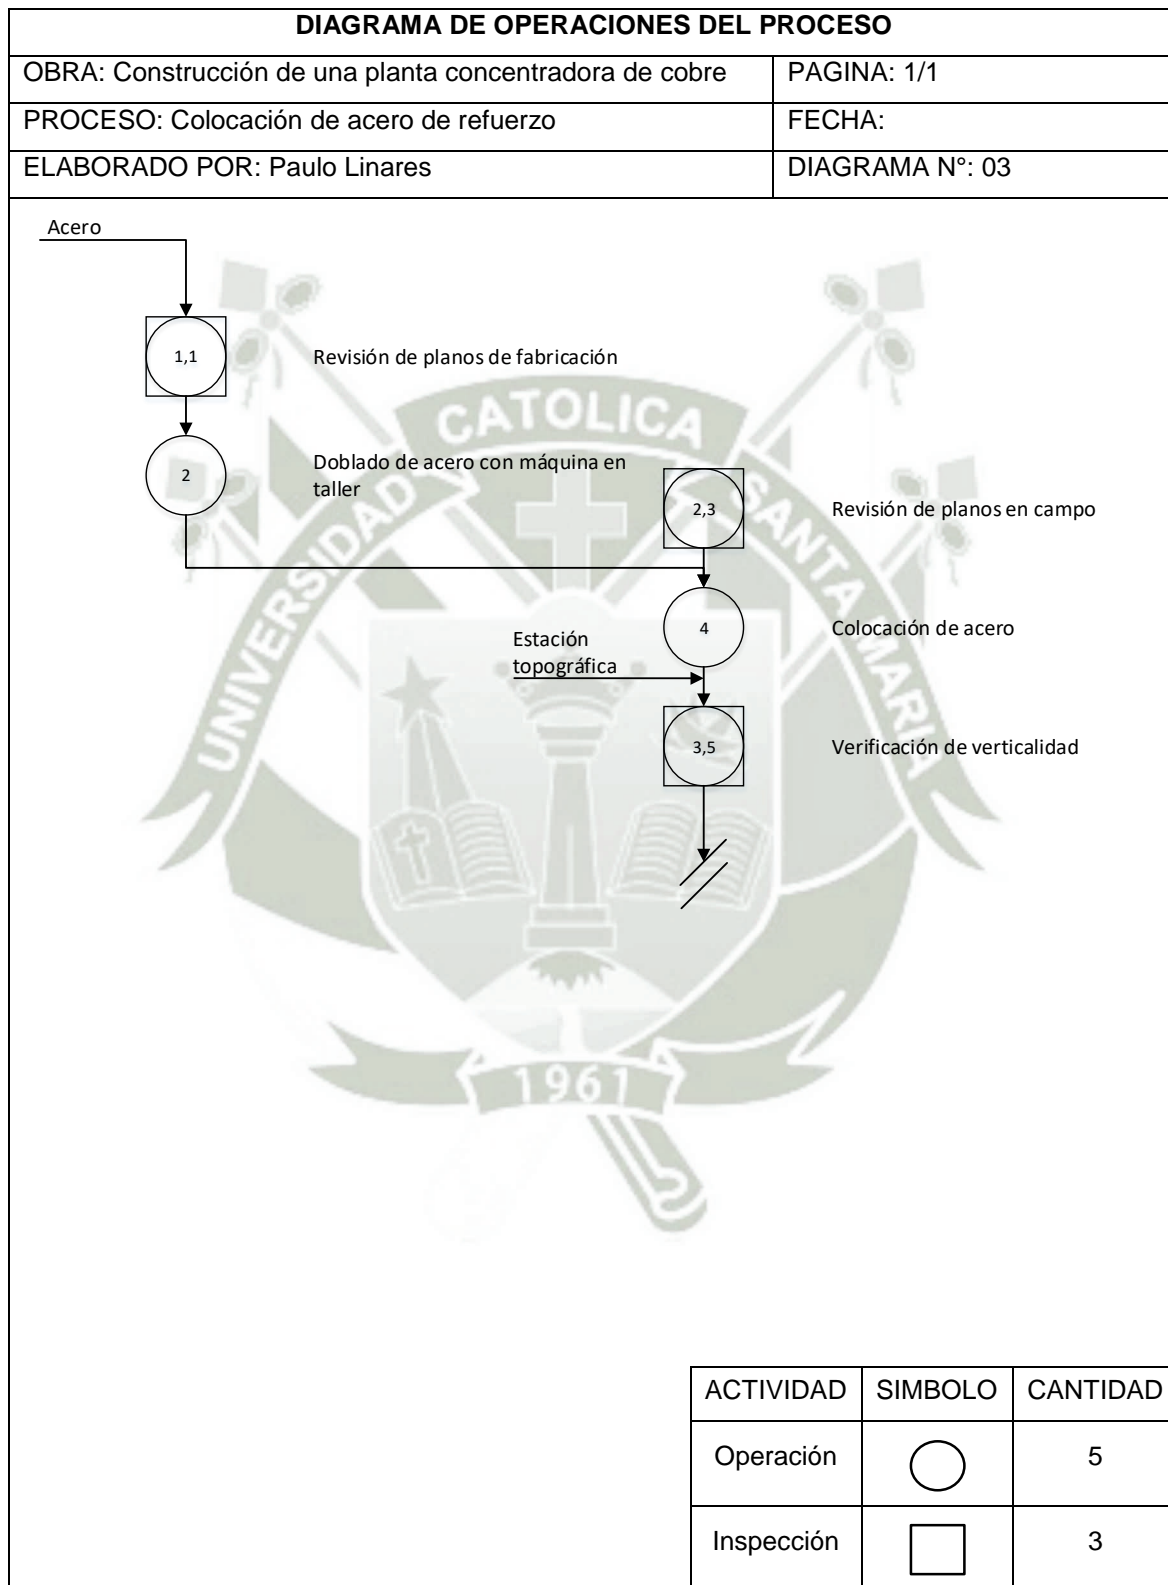 DIAGRAMA DE OPERACIONES DEL PROCESO
OBRA: Construcción de una planta concentradora de cobre
PAGINA: 1/1
PROCESO: Colocación de acero de refuerzo
FECHA:
ELABORADO POR: Paulo Linares
DIAGRAMA N°: 03
Acero
1,1
Revisión de planos de fabricación
2
Doblado de acero con máquina en
taller
2,3
Revisión de planos en campo
4
Colocación de acero
Estación
topográfica
3,5
Verificación de verticalidad
UNIVERSIDAD CATOLICA SANTA MARIA
1961
ACTIVIDAD
SIMBOLO
CANTIDAD
Operación
5
Inspección
3